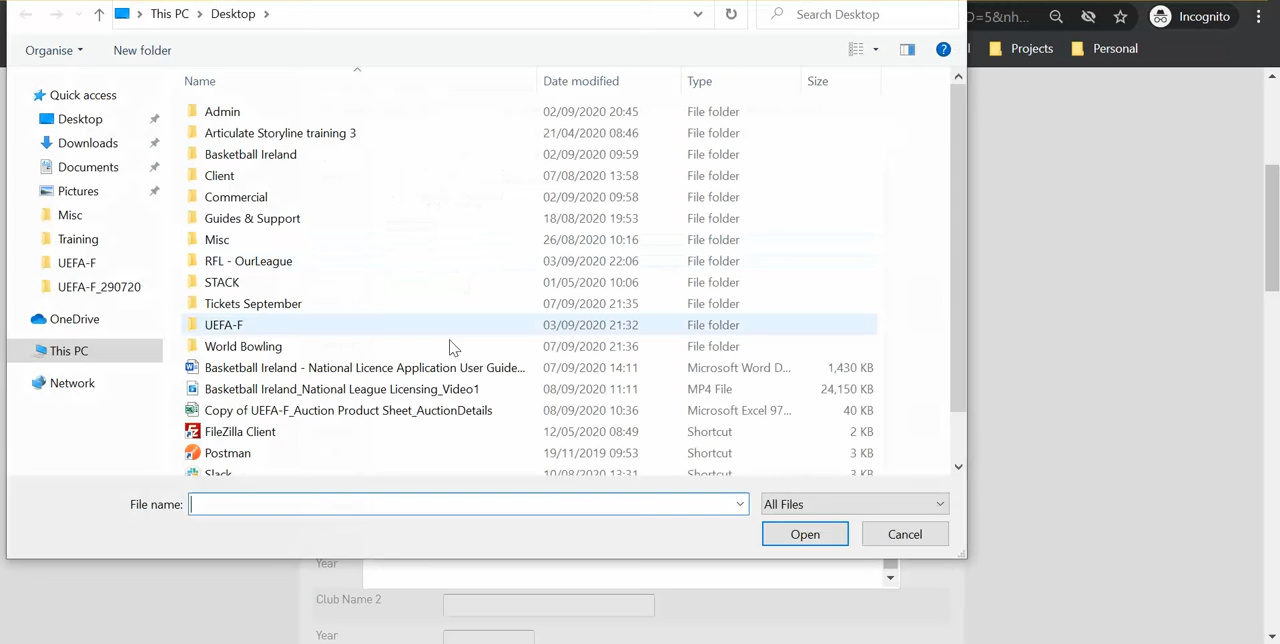 This PC > Desktop >
Search Desktop
D=5&nh...
Incognito
Organise
New folder
Projects
Personal
Name
Date modified
Type
Size
Quick access
Desktop
Downloads
Documents
Pictures
Misc
Training
UEFA-F
UEFA-F_290720
OneDrive
This PC
Network
Admin 02/09/2020 20:45 File folder
Articulate Storyline training 3 21/04/2020 08:46 File folder
Basketball Ireland 02/09/2020 09:59 File folder
Client 07/08/2020 13:58 File folder
Commercial 02/09/2020 09:58 File folder
Guides & Support 18/08/2020 19:53 File folder
Misc 26/08/2020 10:16 File folder
RFL - OurLeague 03/09/2020 22:06 File folder
STACK 01/05/2020 10:06 File folder
Tickets September 07/09/2020 21:35 File folder
UEFA-F 03/09/2020 21:32 File folder
World Bowling 07/09/2020 21:36 File folder
Basketball Ireland - National Licence Application User Guide... 07/09/2020 14:11 Microsoft Word D... 1,430 KB
Basketball Ireland_National League Licensing_Video1 08/09/2020 11:11 MP4 File 24,150 KB
Copy of UEFA-F_Auction Product Sheet_AuctionDetails 08/09/2020 10:36 Microsoft Excel 97... 40 KB
FileZilla Client 12/05/2020 08:49 Shortcut 2 KB
Postman 19/11/2019 09:53 Shortcut 3 KB
Slack 10/08/2020 13:31 Shortcut 3 KB
File name:
All Files
Open
Cancel
Year
Club Name 2
Year